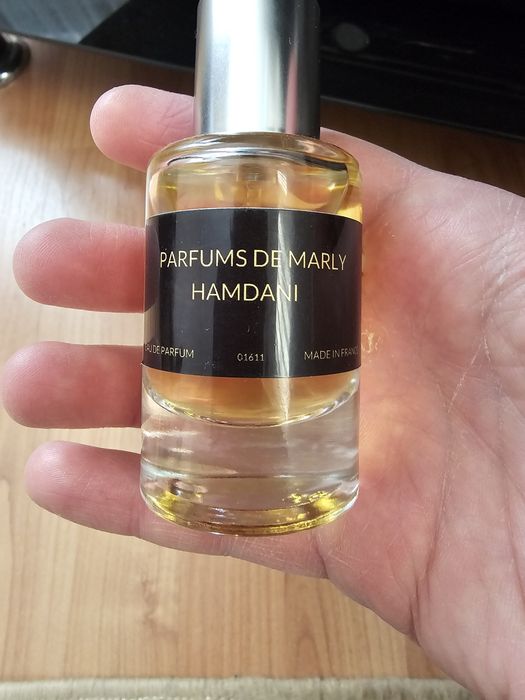 PARFUMS DE MARLY
HAMDANI
EAU DE PARFUM 01611 MADE IN FRANCE